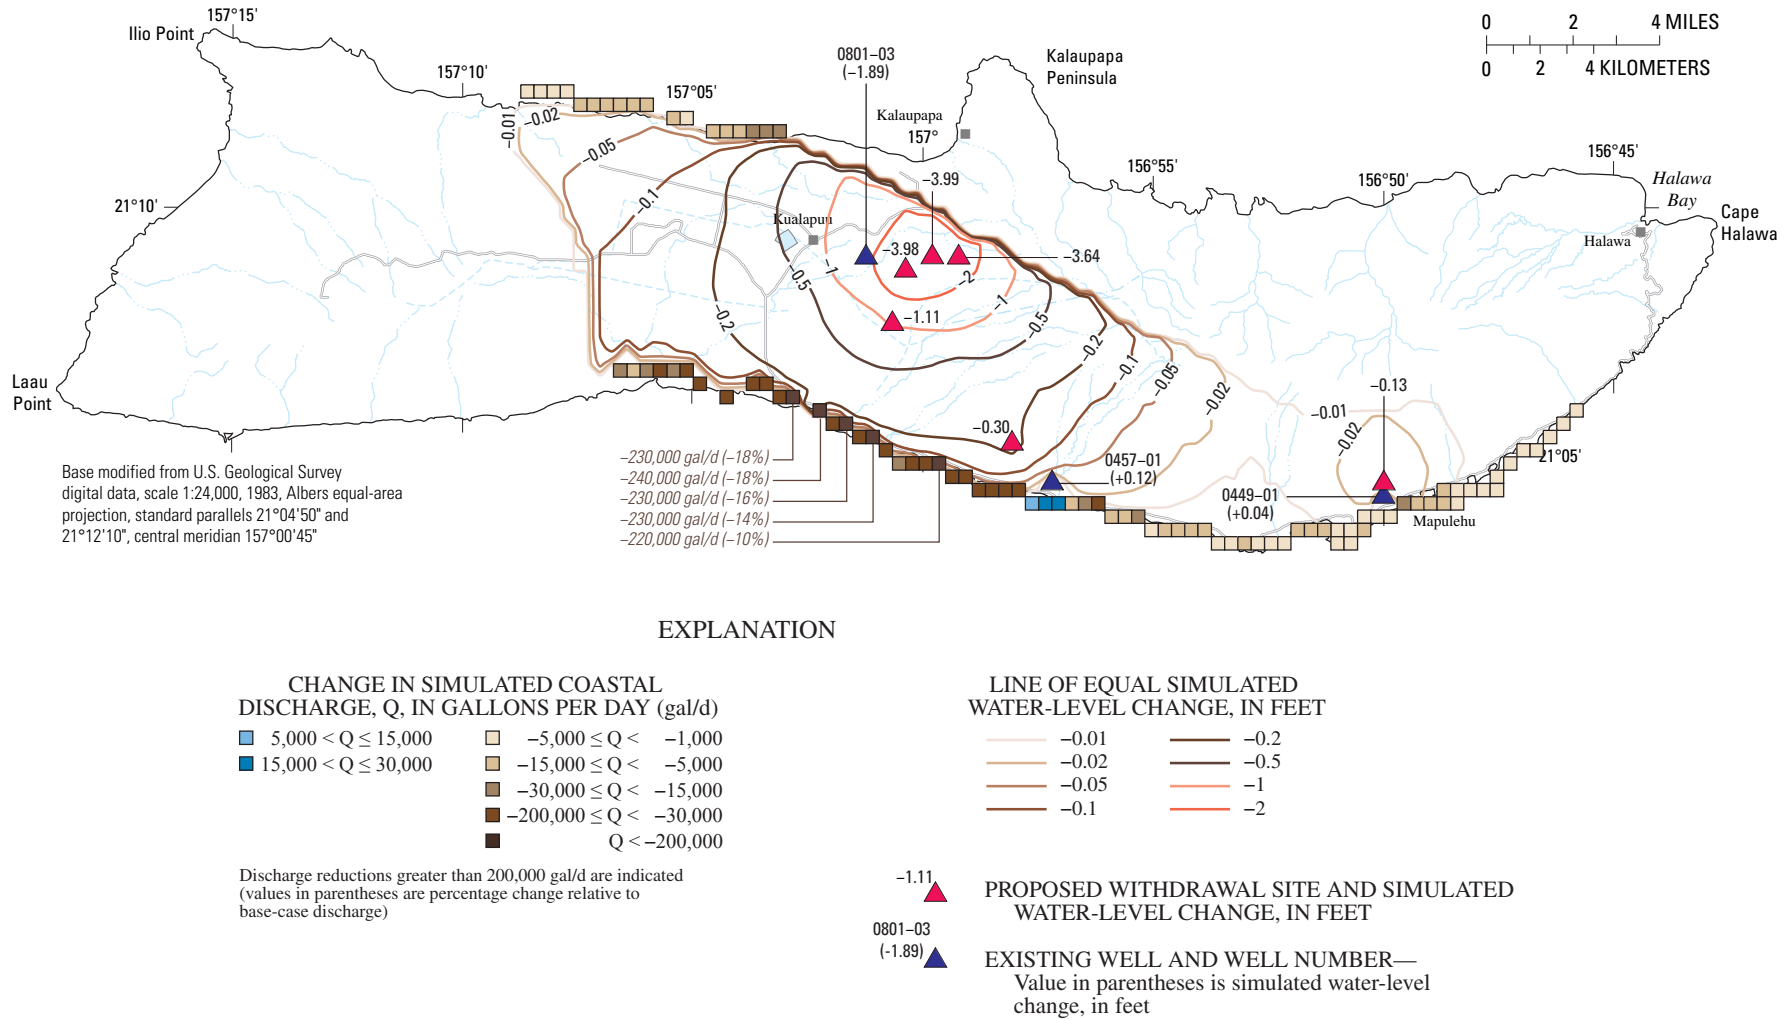 157°15'
Ilio Point
157°10'
157°05'
0801–03
(−1.89)
Kalaupapa
Peninsula
0 2 4 MILES
0 2 4 KILOMETERS
Kalaupapa
157°
156°55'
156°50'
156°45'
Halawa
Bay
Cape
Halawa
Halawa
21°10'
−0.01
−0.02
−0.05
−0.1
−0.2
−0.5
−1
Kualapuu
−3.99
−3.98
−3.64
−2
−1
−1.11
−0.5
−0.2
−0.1
−0.05
−0.02
−0.01
−0.02
−0.13
−0.30
Laau
Point
0457–01
(+0.12)
0449–01
(+0.04)
Mapulehu
21°05'
−230,000 gal/d (−18%)
−240,000 gal/d (−18%)
−230,000 gal/d (−16%)
−230,000 gal/d (−14%)
−220,000 gal/d (−10%)
Base modified from U.S. Geological Survey
digital data, scale 1:24,000, 1983, Albers equal-area
projection, standard parallels 21°04'50" and
21°12'10", central meridian 157°00'45"
EXPLANATION
CHANGE IN SIMULATED COASTAL
DISCHARGE, Q, IN GALLONS PER DAY (gal/d)
5,000 < Q ≤ 15,000
15,000 < Q ≤ 30,000
−5,000 ≤ Q < −1,000
−15,000 ≤ Q < −5,000
−30,000 ≤ Q < −15,000
−200,000 ≤ Q < −30,000
Q < −200,000
Discharge reductions greater than 200,000 gal/d are indicated
(values in parentheses are percentage change relative to
base-case discharge)
LINE OF EQUAL SIMULATED
WATER-LEVEL CHANGE, IN FEET
−0.01
−0.02
−0.05
−0.1
−0.2
−0.5
−1
−2
−1.11
PROPOSED WITHDRAWAL SITE AND SIMULATED
WATER-LEVEL CHANGE, IN FEET
0801–03
(-1.89)
EXISTING WELL AND WELL NUMBER—
Value in parentheses is simulated water-level
change, in feet